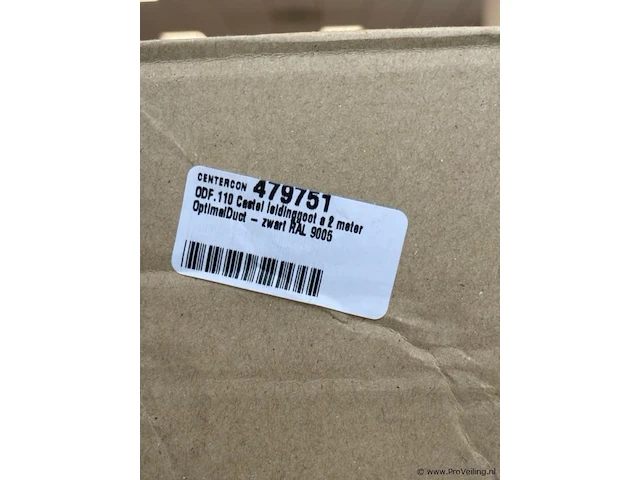 CENTERCON 479751
ODF.110 Castel leidinggoot a 2 meter
OptimalDuct – zwart RAL 9005
© www.ProVeiling.nl